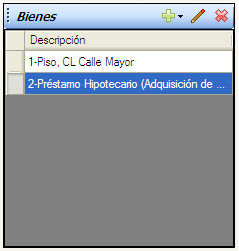 Bienes
Descripción
1-Piso, CL Calle Mayor
2-Préstamo Hipotecario (Adquisición de ...